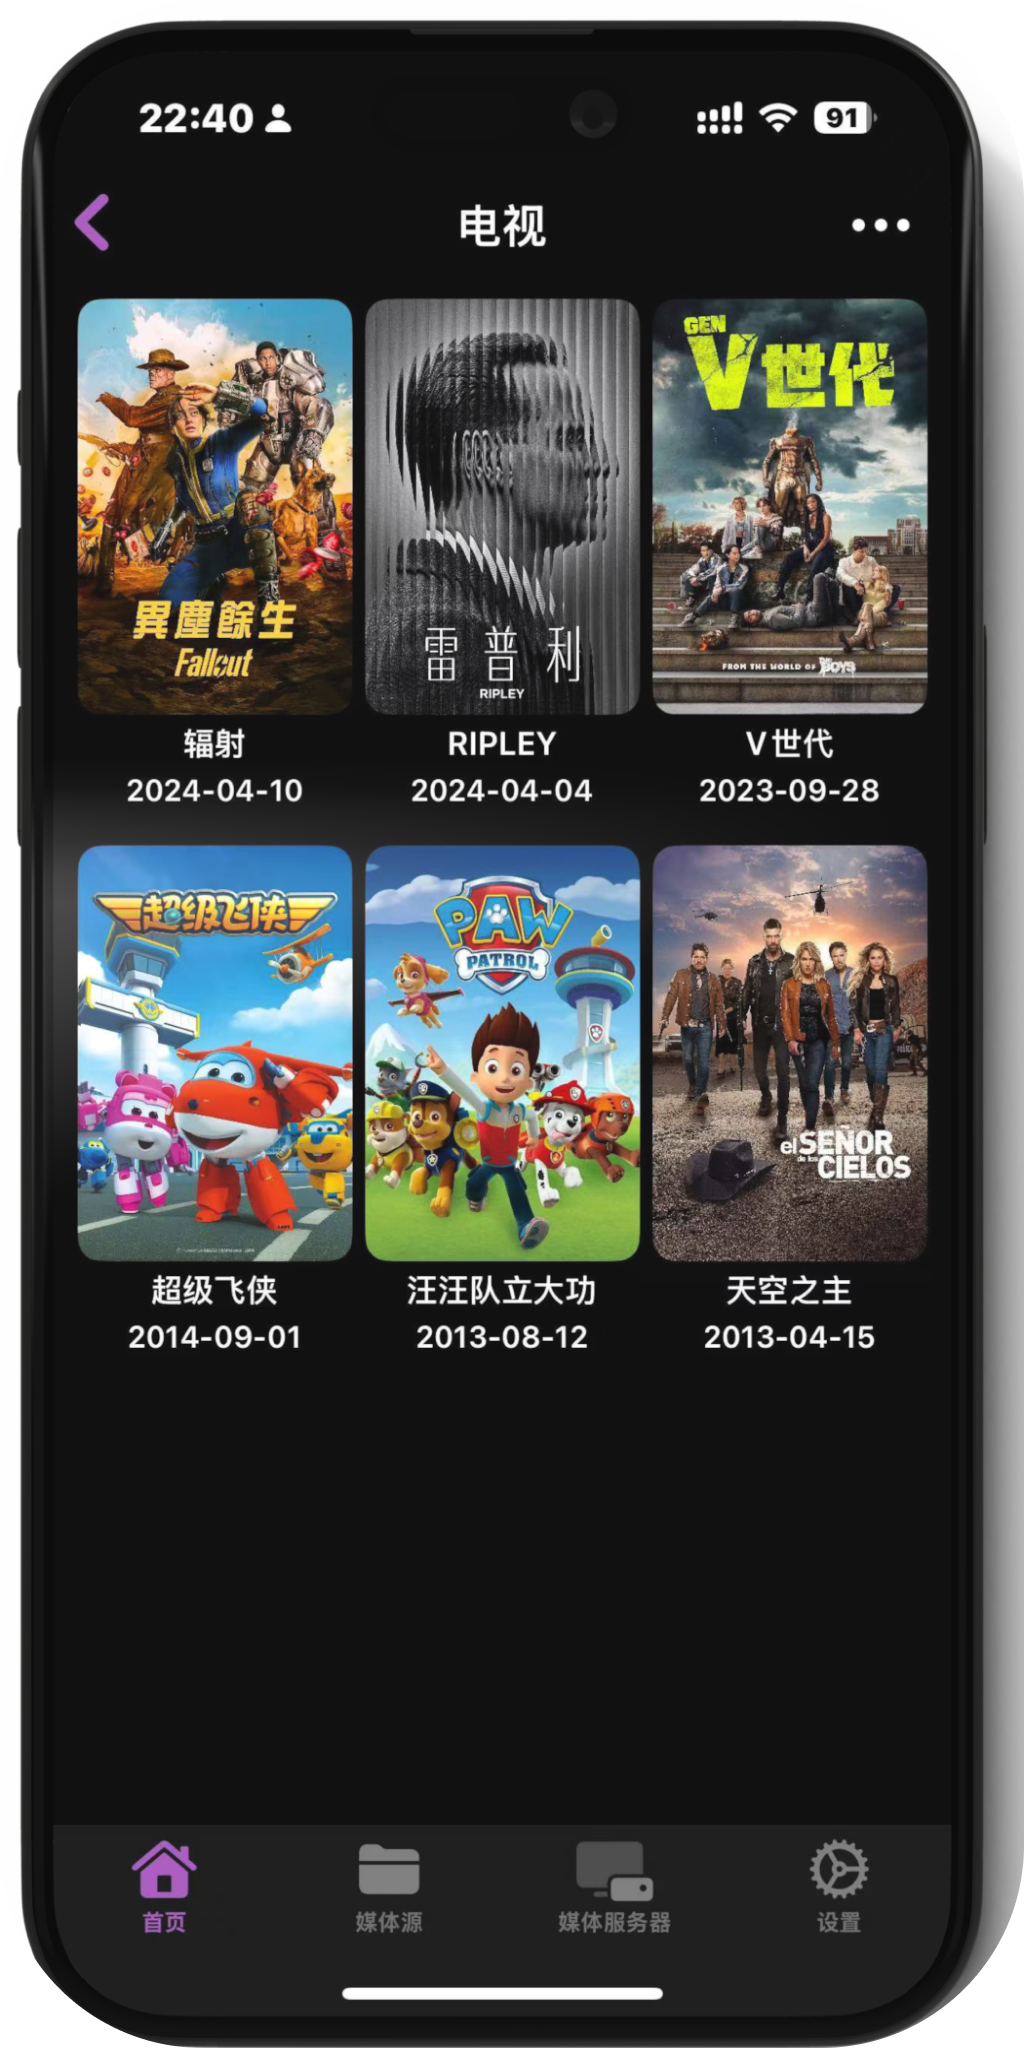 22:40
91
电视
GEN
V世代
異塵餘生
Fallout
雷普利
RIPLEY
FROM THE WORLD OF THE BOYS
辐射
RIPLEY
V世代
2024-04-10
2024-04-04
2023-09-28
超级飞侠
PAW
PATROL
el SEÑOR
de los CIELOS
超级飞侠
汪汪队立大功
天空之主
2014-09-01
2013-08-12
2013-04-15
首页
媒体源
媒体服务器
设置